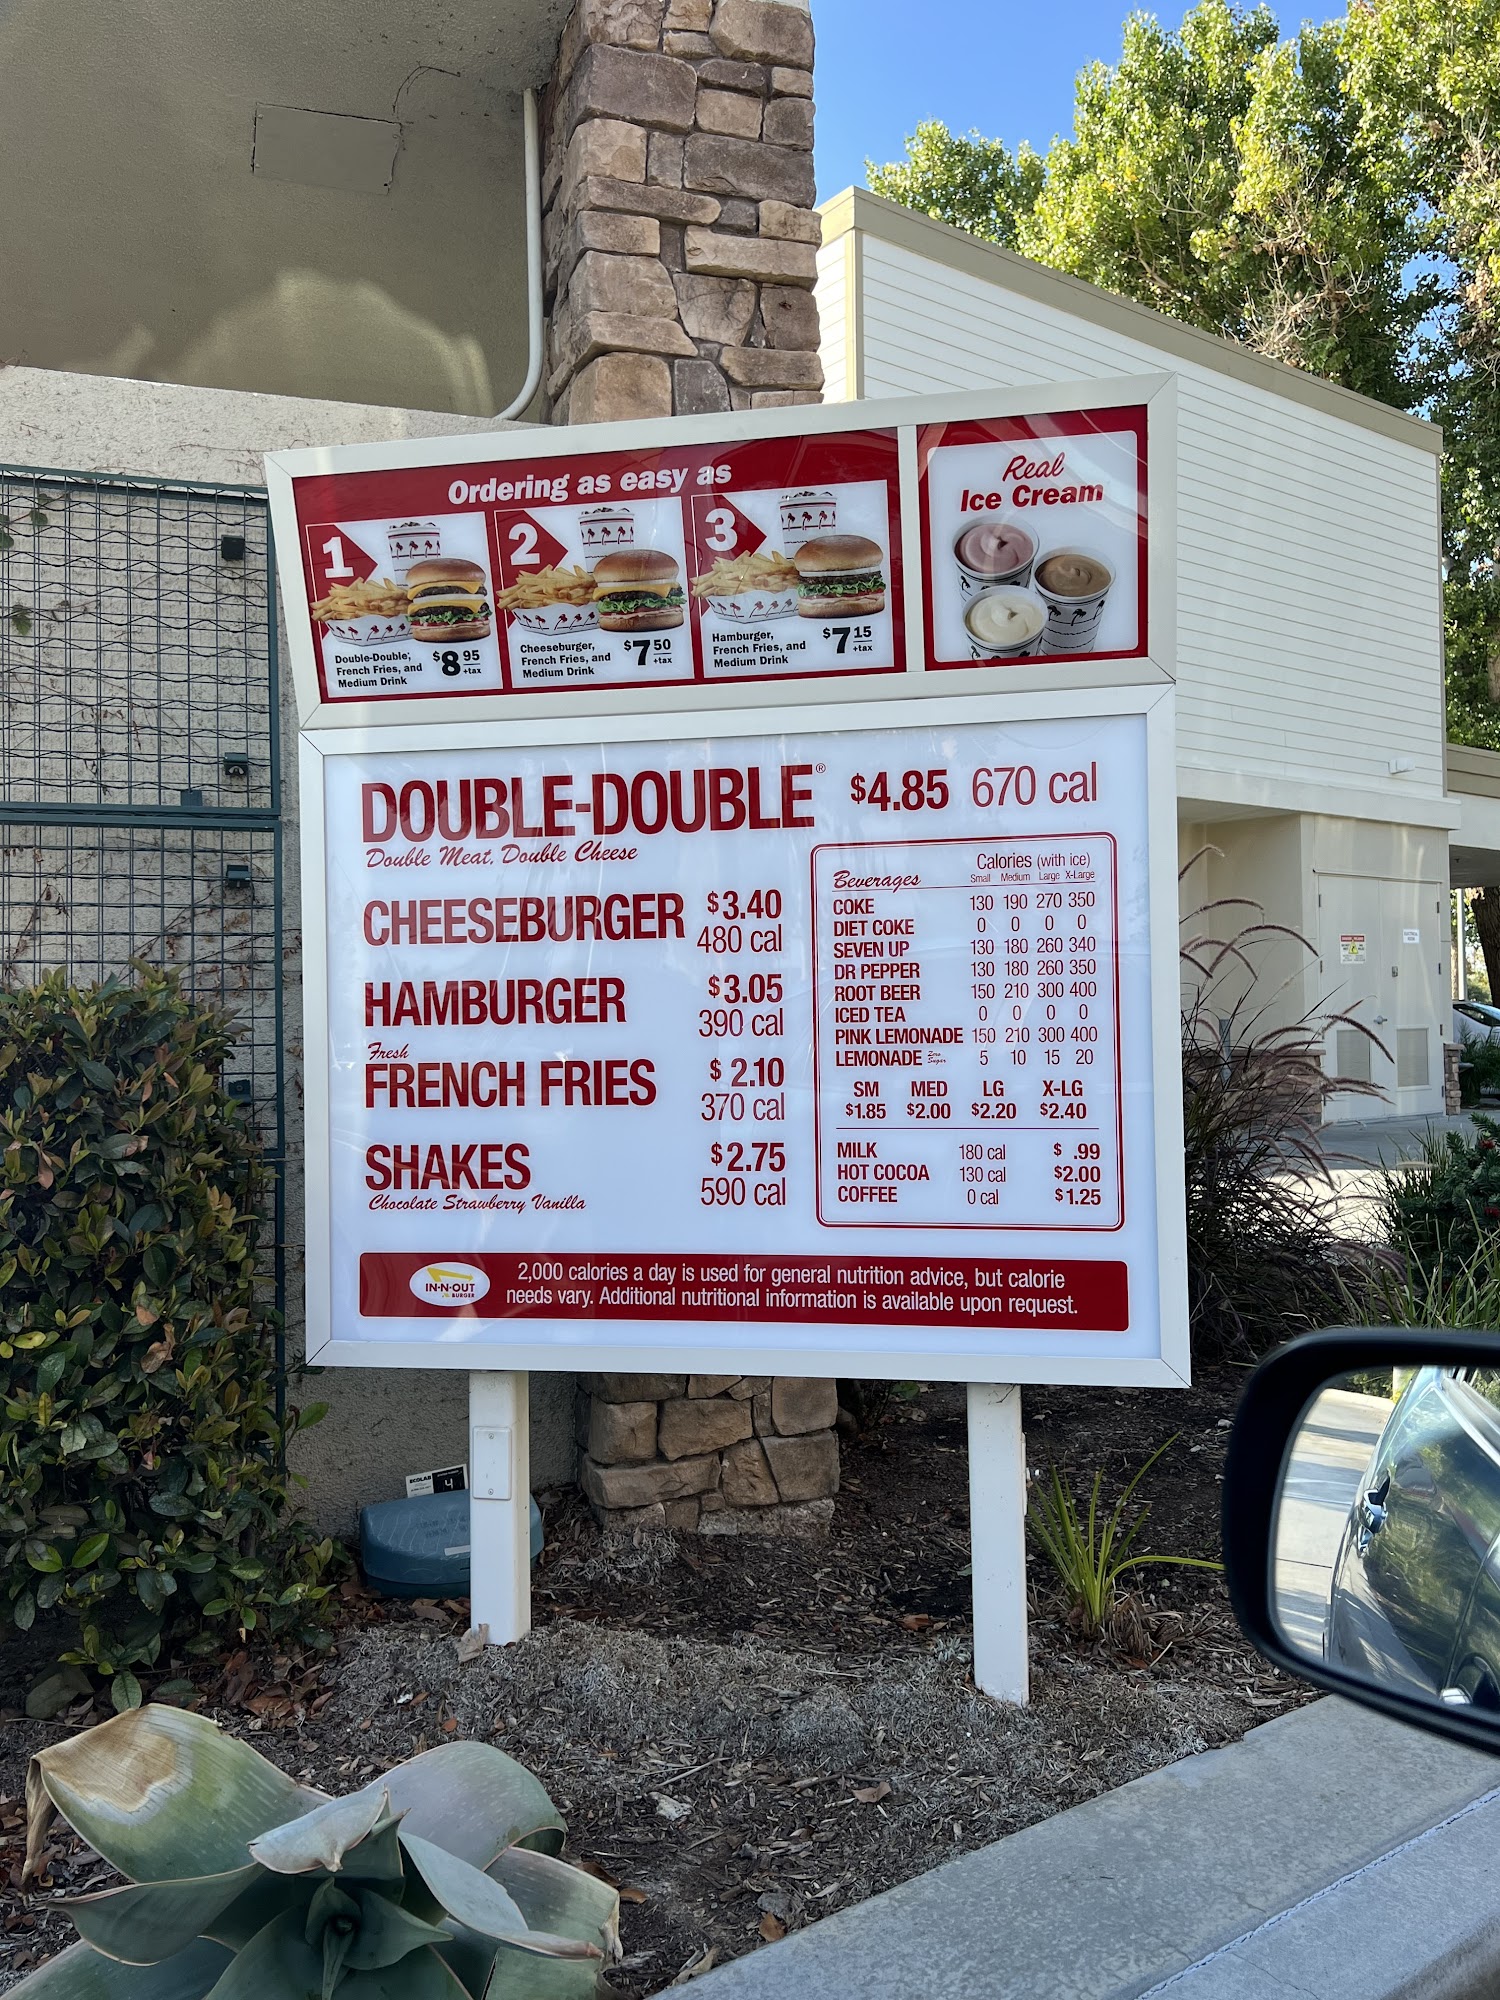 Ordering as easy as
1
Double-Double®,
French Fries, and
Medium Drink
$8 95 +tax
2
Cheeseburger,
French Fries, and
Medium Drink
$7 50 +tax
3
Hamburger,
French Fries, and
Medium Drink
$7 15 +tax
Real
Ice Cream
DOUBLE-DOUBLE® $4.85 670 cal
Double Meat, Double Cheese
CHEESEBURGER $3.40
480 cal
HAMBURGER $3.05
390 cal
Fresh
FRENCH FRIES $2.10
370 cal
SHAKES $2.75
Chocolate Strawberry Vanilla 590 cal
Beverages
Calories (with ice)
Small Medium Large X-Large
COKE 130 190 270 350
DIET COKE 0 0 0 0
SEVEN UP 130 180 260 340
DR PEPPER 130 180 260 350
ROOT BEER 150 210 300 400
ICED TEA 0 0 0 0
PINK LEMONADE 150 210 300 400
LEMONADE Zero Sugar 5 10 15 20
SM MED LG X-LG
$1.85 $2.00 $2.20 $2.40
MILK 180 cal $ .99
HOT COCOA 130 cal $2.00
COFFEE 0 cal $1.25
IN-N-OUT
BURGER
2,000 calories a day is used for general nutrition advice, but calorie
needs vary. Additional nutritional information is available upon request.
ECOLAB
4